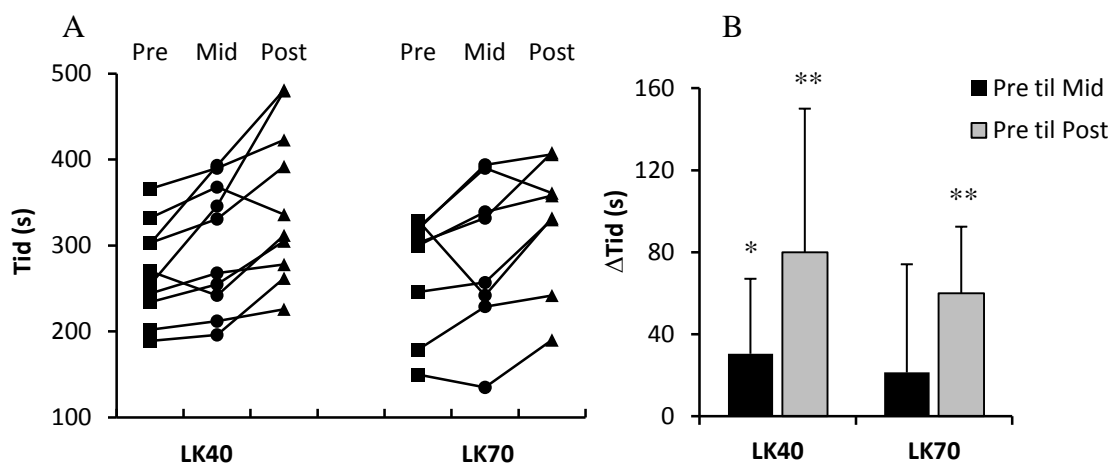 A
Pre Mid Post Pre Mid Post
500
400
300
200
100
Tid (s)
LK40 LK70
B
160
120
80
40
0
ΔTid (s)
* ** **
LK40 LK70
Pre til Mid
Pre til Post